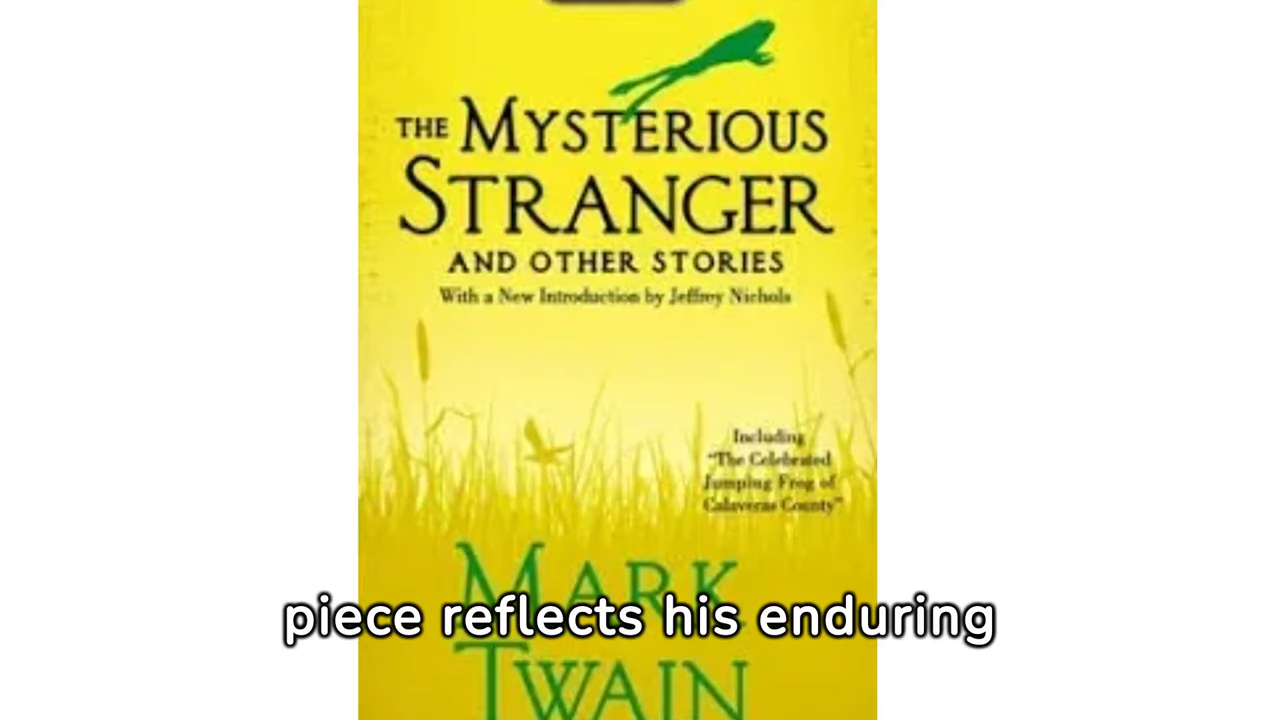 THE MYSTERIOUS
STRANGER
AND OTHER STORIES
With a New Introduction by Jeffrey Nichols
Including
"The Celebrated
Jumping Frog of
Calaveras County"
MARK
piece reflects his enduring
TWAIN